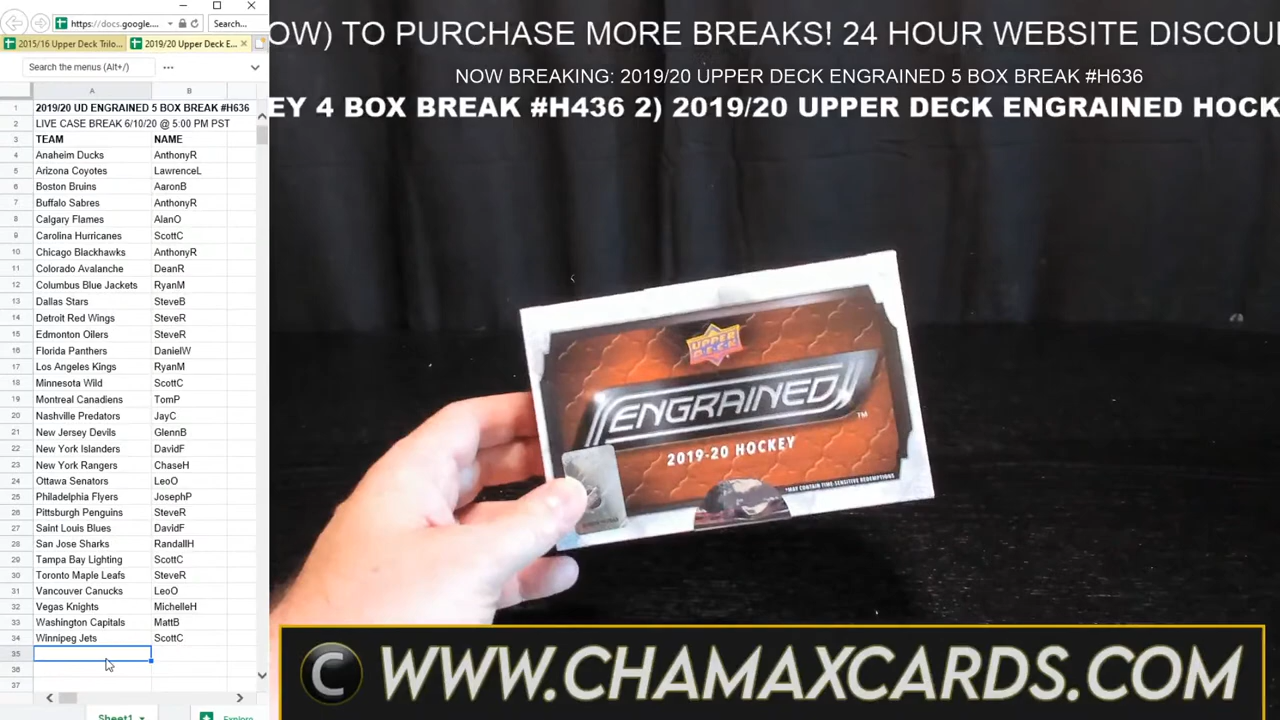 https://docs.google....
Search...
2015/16 Upper Deck Trilo...
2019/20 Upper Deck E...
Search the menus (Alt+/)
A B
1 2019/20 UD ENGRAINED 5 BOX BREAK #H636
2 LIVE CASE BREAK 6/10/20 @ 5:00 PM PST
3 TEAM NAME
4 Anaheim Ducks AnthonyR
5 Arizona Coyotes LawrenceL
6 Boston Bruins AaronB
7 Buffalo Sabres AnthonyR
8 Calgary Flames AlanO
9 Carolina Hurricanes ScottC
10 Chicago Blackhawks AnthonyR
11 Colorado Avalanche DeanR
12 Columbus Blue Jackets RyanM
13 Dallas Stars SteveB
14 Detroit Red Wings SteveR
15 Edmonton Oilers SteveR
16 Florida Panthers DanielW
17 Los Angeles Kings RyanM
18 Minnesota Wild ScottC
19 Montreal Canadiens TomP
20 Nashville Predators JayC
21 New Jersey Devils GlennB
22 New York Islanders DavidF
23 New York Rangers ChaseH
24 Ottawa Senators LeoO
25 Philadelphia Flyers JosephP
26 Pittsburgh Penguins SteveR
27 Saint Louis Blues DavidF
28 San Jose Sharks RandallH
29 Tampa Bay Lighting ScottC
30 Toronto Maple Leafs SteveR
31 Vancouver Canucks LeoO
32 Vegas Knights MichelleH
33 Washington Capitals MattB
34 Winnipeg Jets ScottC
35
36
37
Sheet1
Explore
OW) TO PURCHASE MORE BREAKS! 24 HOUR WEBSITE DISCOU
NOW BREAKING: 2019/20 UPPER DECK ENGRAINED 5 BOX BREAK #H636
EY 4 BOX BREAK #H436 2) 2019/20 UPPER DECK ENGRAINED HOCK
UPPER DECK
ENGRAINED
TM
2019-20 HOCKEY
*MAY CONTAIN TIME-SENSITIVE REDEMPTIONS
C
WWW.CHAMAXCARDS.COM